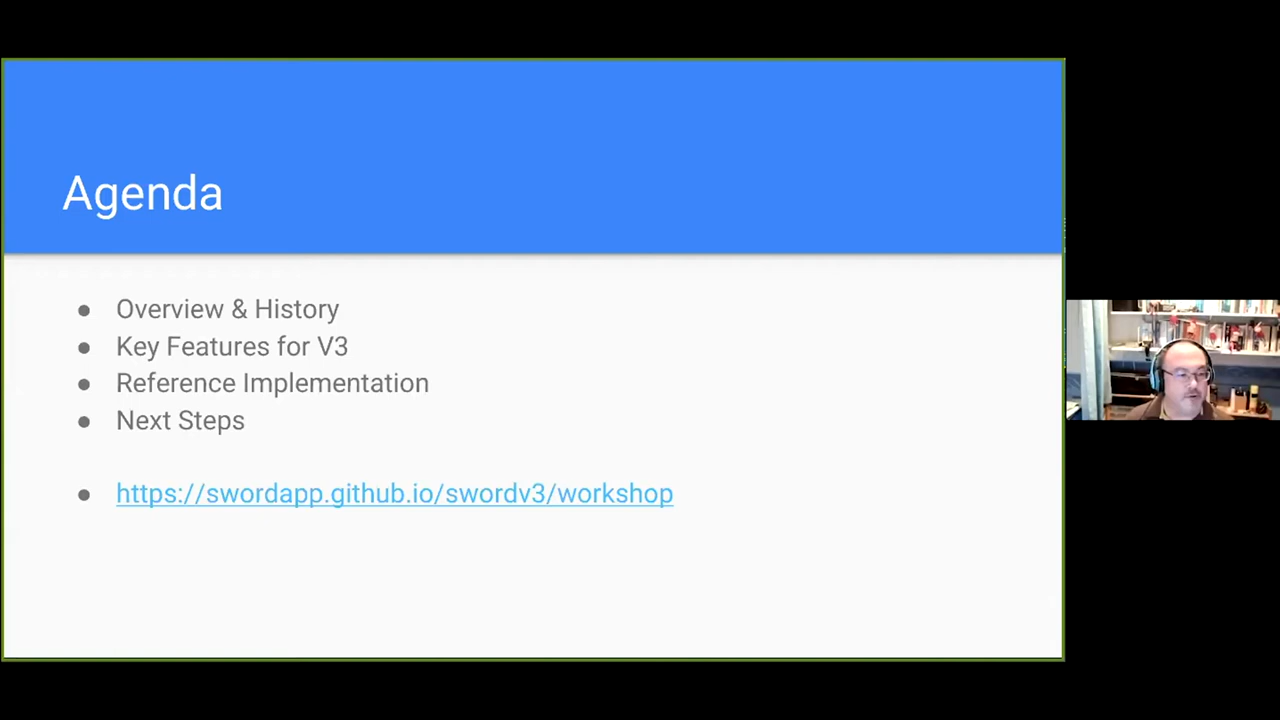 Agenda
● Overview & History
● Key Features for V3
● Reference Implementation
● Next Steps
● https://swordapp.github.io/swordv3/workshop